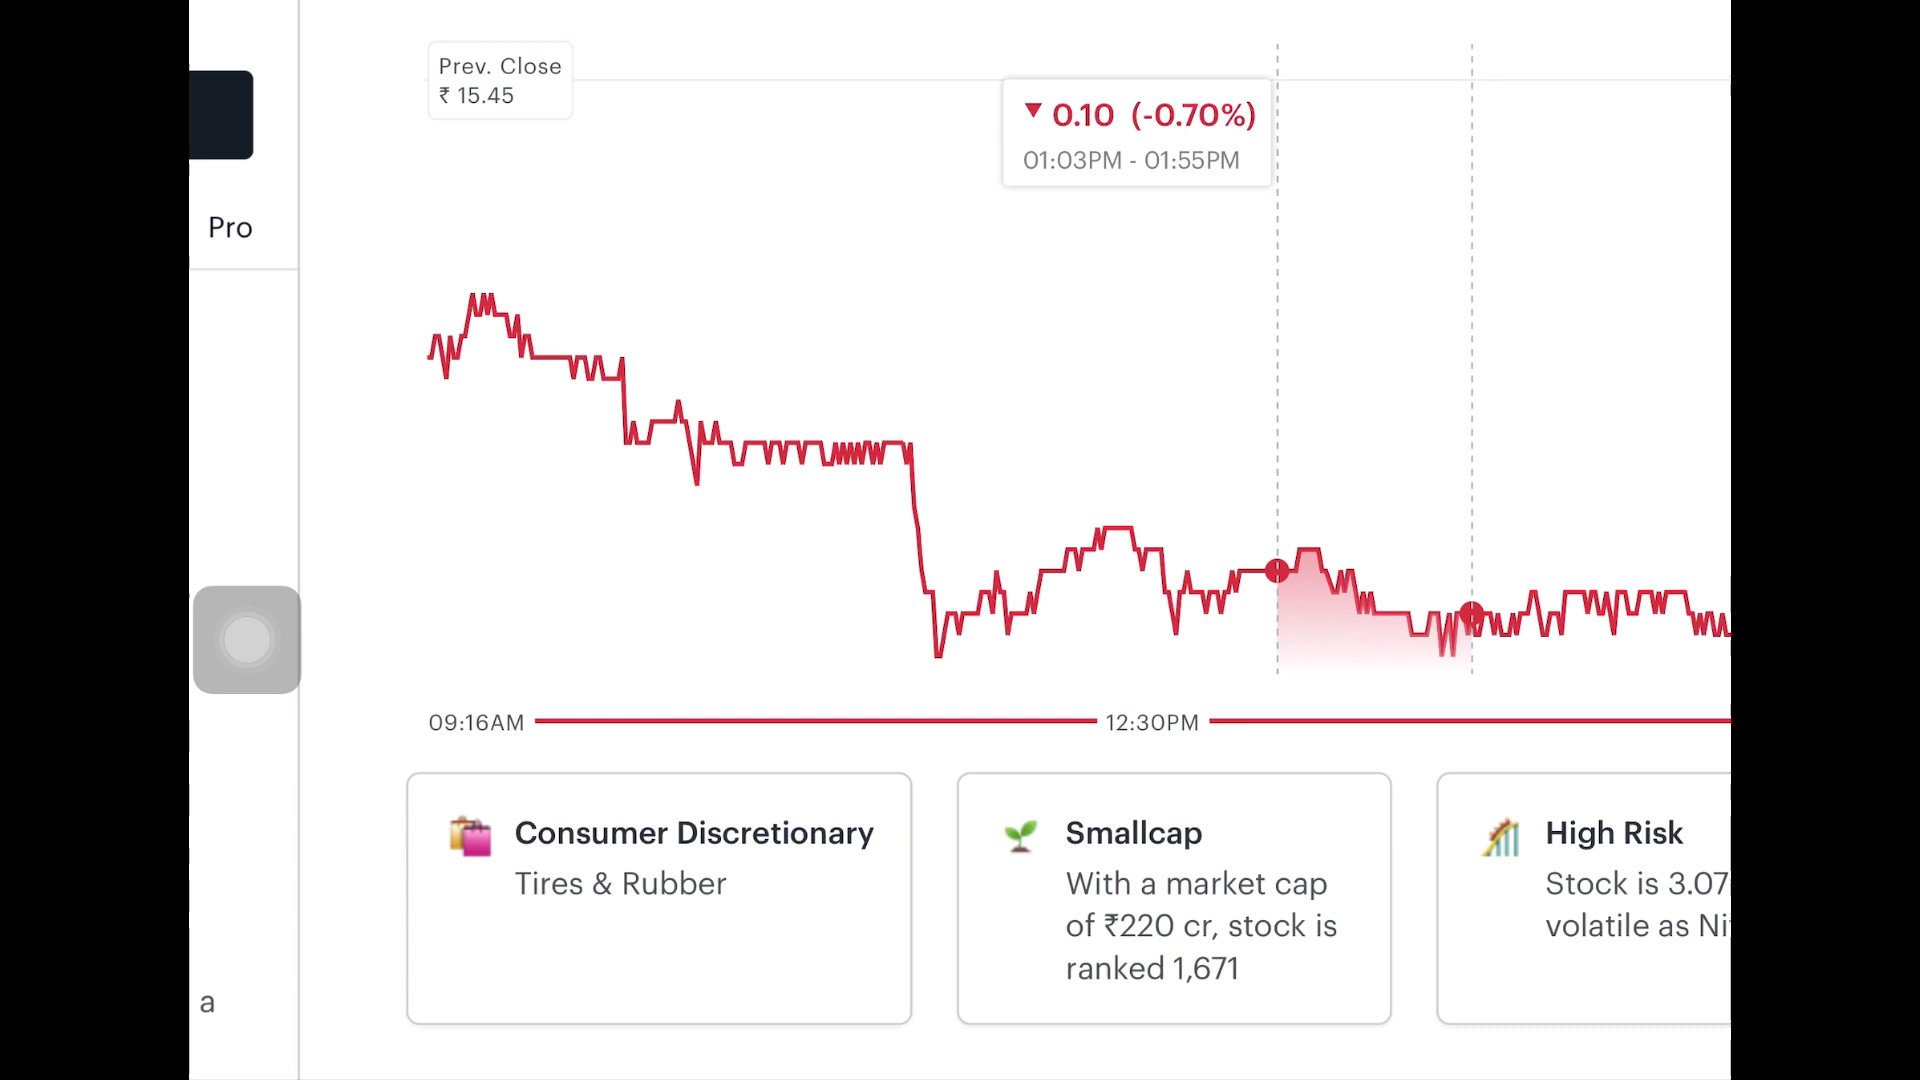 Prev. Close
₹ 15.45
▼ 0.10 (-0.70%)
01:03PM - 01:55PM
Pro
09:16AM
12:30PM
Consumer Discretionary
Tires & Rubber
Smallcap
With a market cap
of ₹220 cr, stock is
ranked 1,671
High Risk
Stock is 3.07
volatile as
a